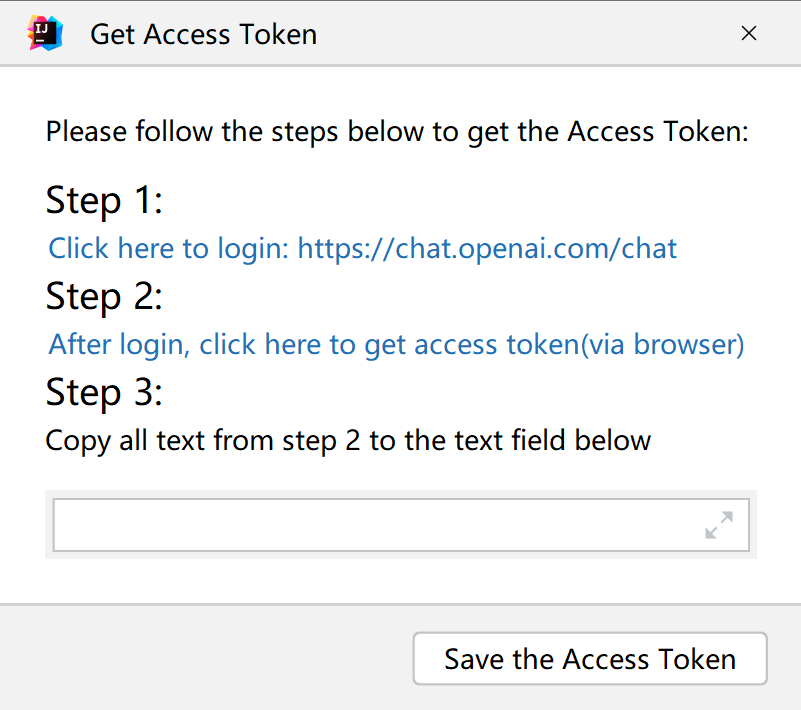 IJ
Get Access Token
Please follow the steps below to get the Access Token:
Step 1:
Click here to login: https://chat.openai.com/chat
Step 2:
After login, click here to get access token(via browser)
Step 3:
Copy all text from step 2 to the text field below
Save the Access Token